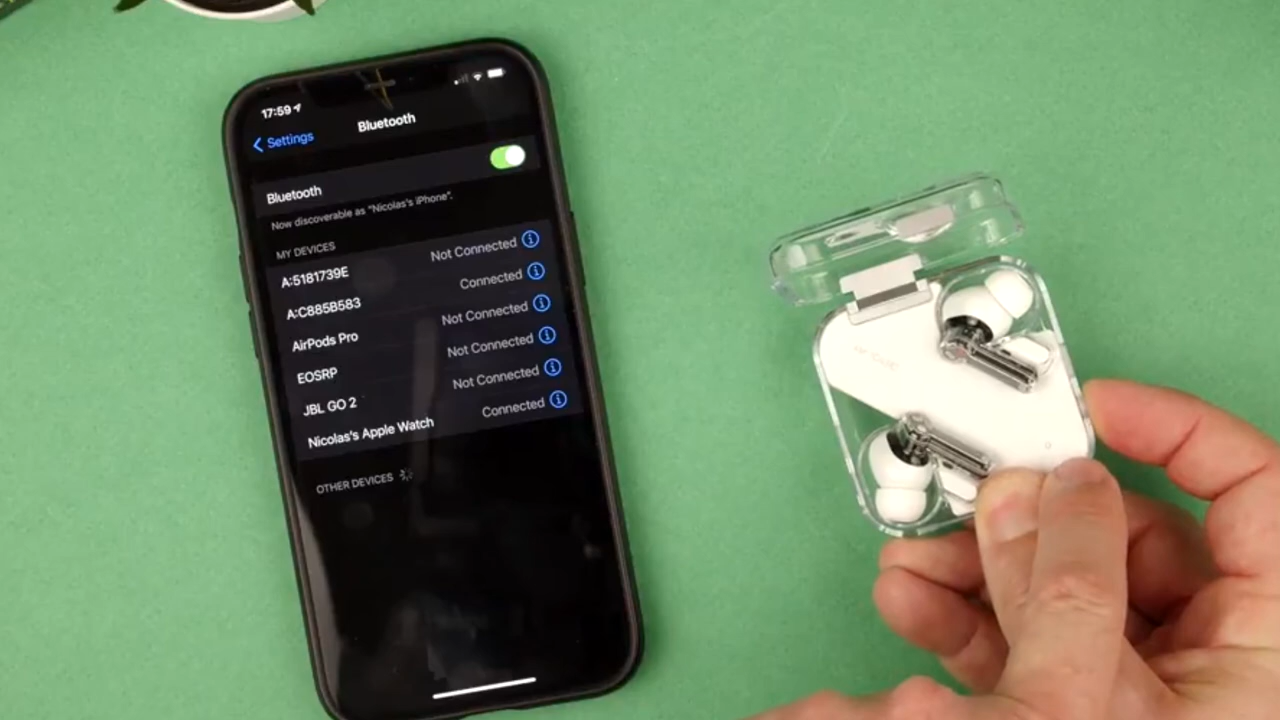 17:59
Settings
Bluetooth
Bluetooth
Now discoverable as "Nicolas's iPhone".
MY DEVICES
A:5181739E Not Connected
A:C885B583 Connected
AirPods Pro Not Connected
EOSRP Not Connected
JBL GO 2 Not Connected
Nicolas's Apple Watch Connected
OTHER DEVICES